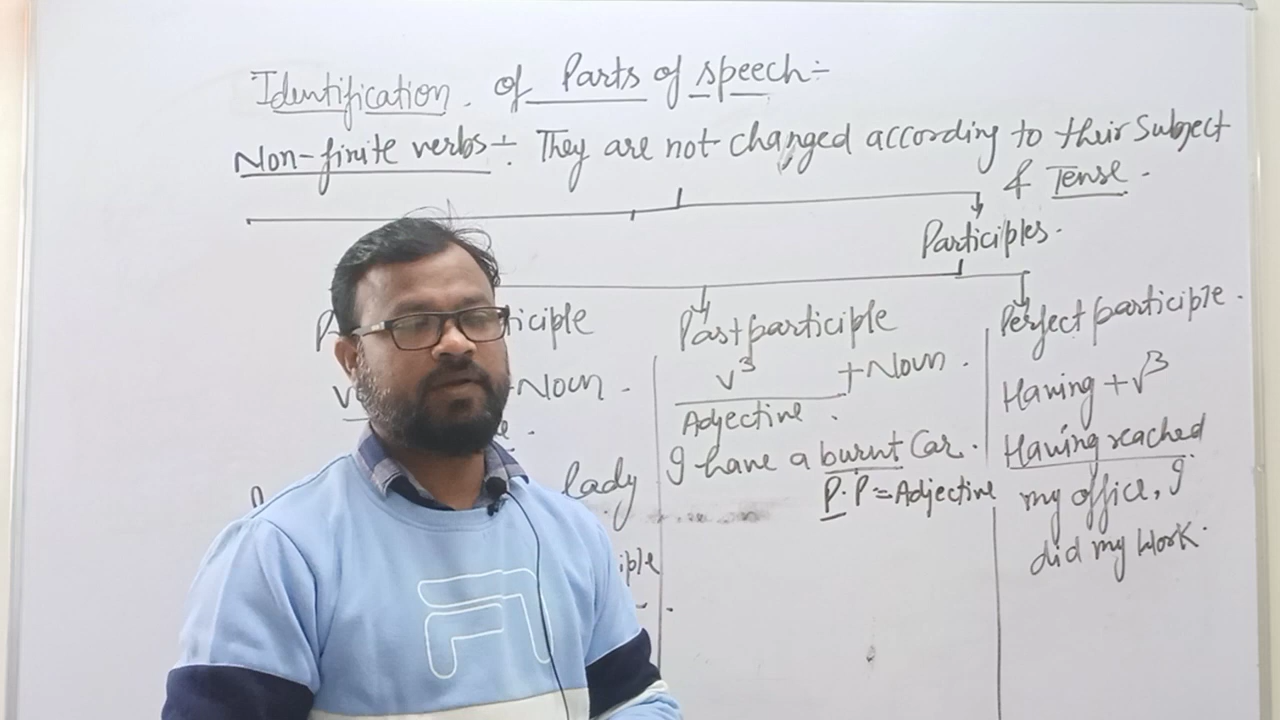 Identification of Parts of speech÷
Non-finite verbs÷ They are not changed according to their Subject
& Tense.
Participles.
Past participle
V³ + Noun.
Adjective.
I have a burnt Car.
P.P = Adjective
Perfect participle.
Having + V³
Having reached
my office, I
did my work.
+Noun.
lady